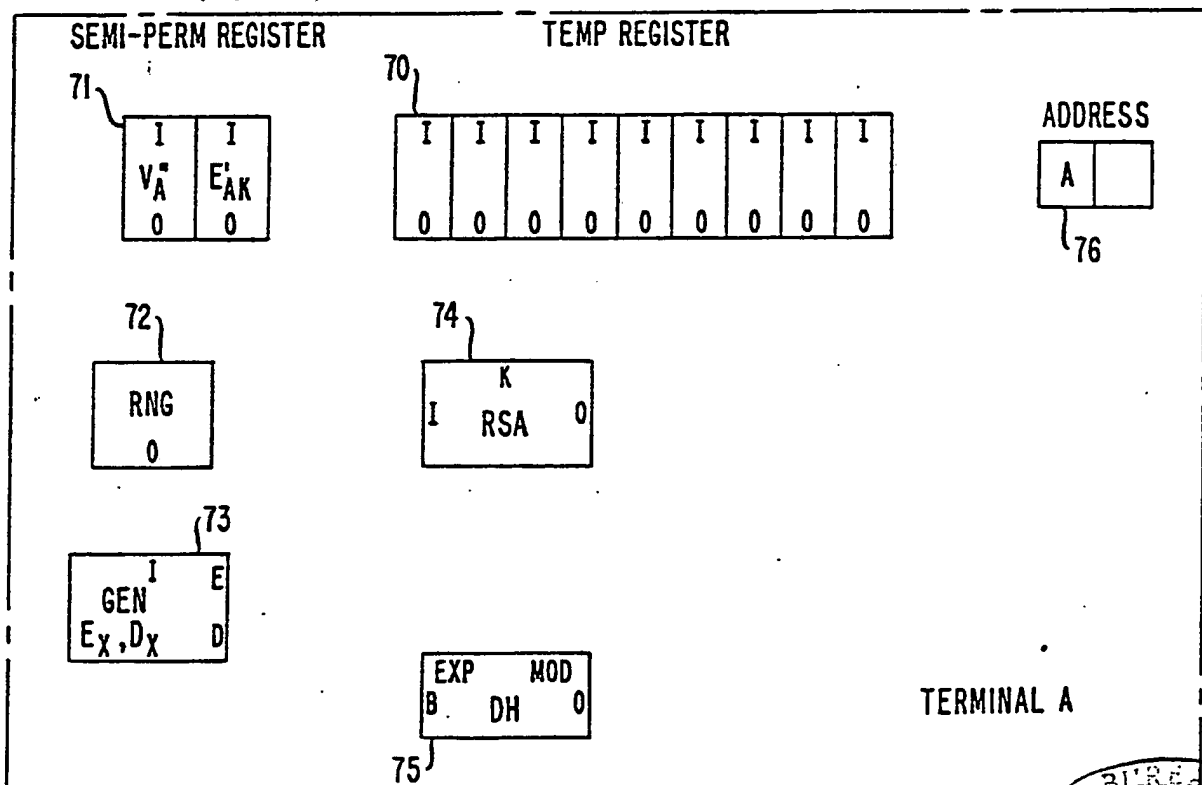 SEMI-PERM REGISTER TEMP REGISTER
71 70
I I I I I I I I I I
ADDRESS
V"A E'AK
A
0 0 0 0 0 0 0 0 0 0
76
72 74
RNG
0
K
I RSA 0
73
I E
GEN
EX,DX D
EXP MOD
B DH 0
75
TERMINAL A